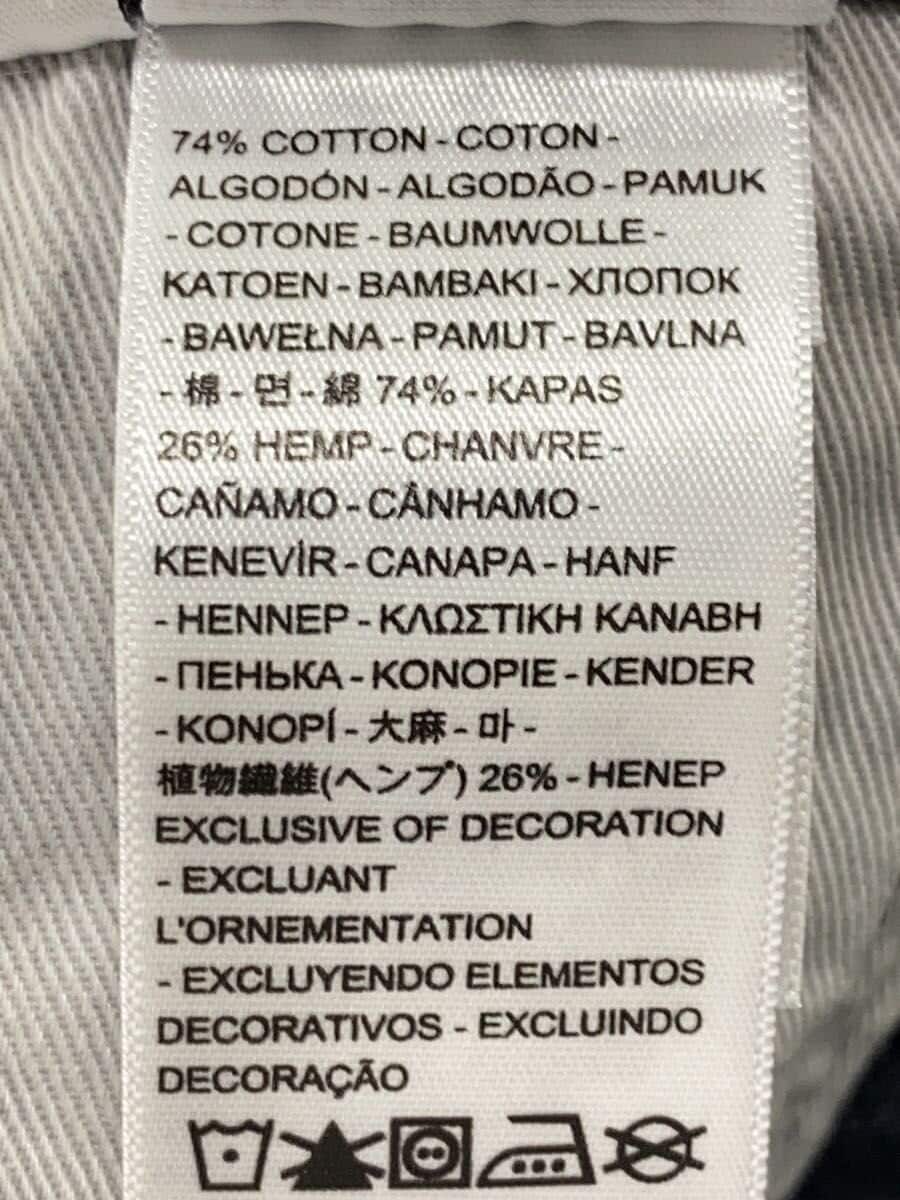 74% COTTON - COTON -
ALGODÓN - ALGODÃO - PAMUK
- COTONE - BAUMWOLLE -
KATOEN - BAMBAKI - ХЛОПОК
- BAWEŁNA - PAMUT - BAVLNA
- 棉 - 면 - 綿 74% - KAPAS
26% HEMP - CHANVRE -
CAÑAMO - CÂNHAMO -
KENEVİR - CANAPA - HANF
- HENNEP - ΚΛΩΣΤΙΚΗ ΚΑΝΑΒΗ
- ПЕНЬКА - KONOPIE - KENDER
- KONOPÍ - 大麻 - 마 -
植物繊維(ヘンプ) 26% - HENEP
EXCLUSIVE OF DECORATION
- EXCLUANT
L'ORNEMENTATION
- EXCLUYENDO ELEMENTOS
DECORATIVOS - EXCLUINDO
DECORAÇÃO